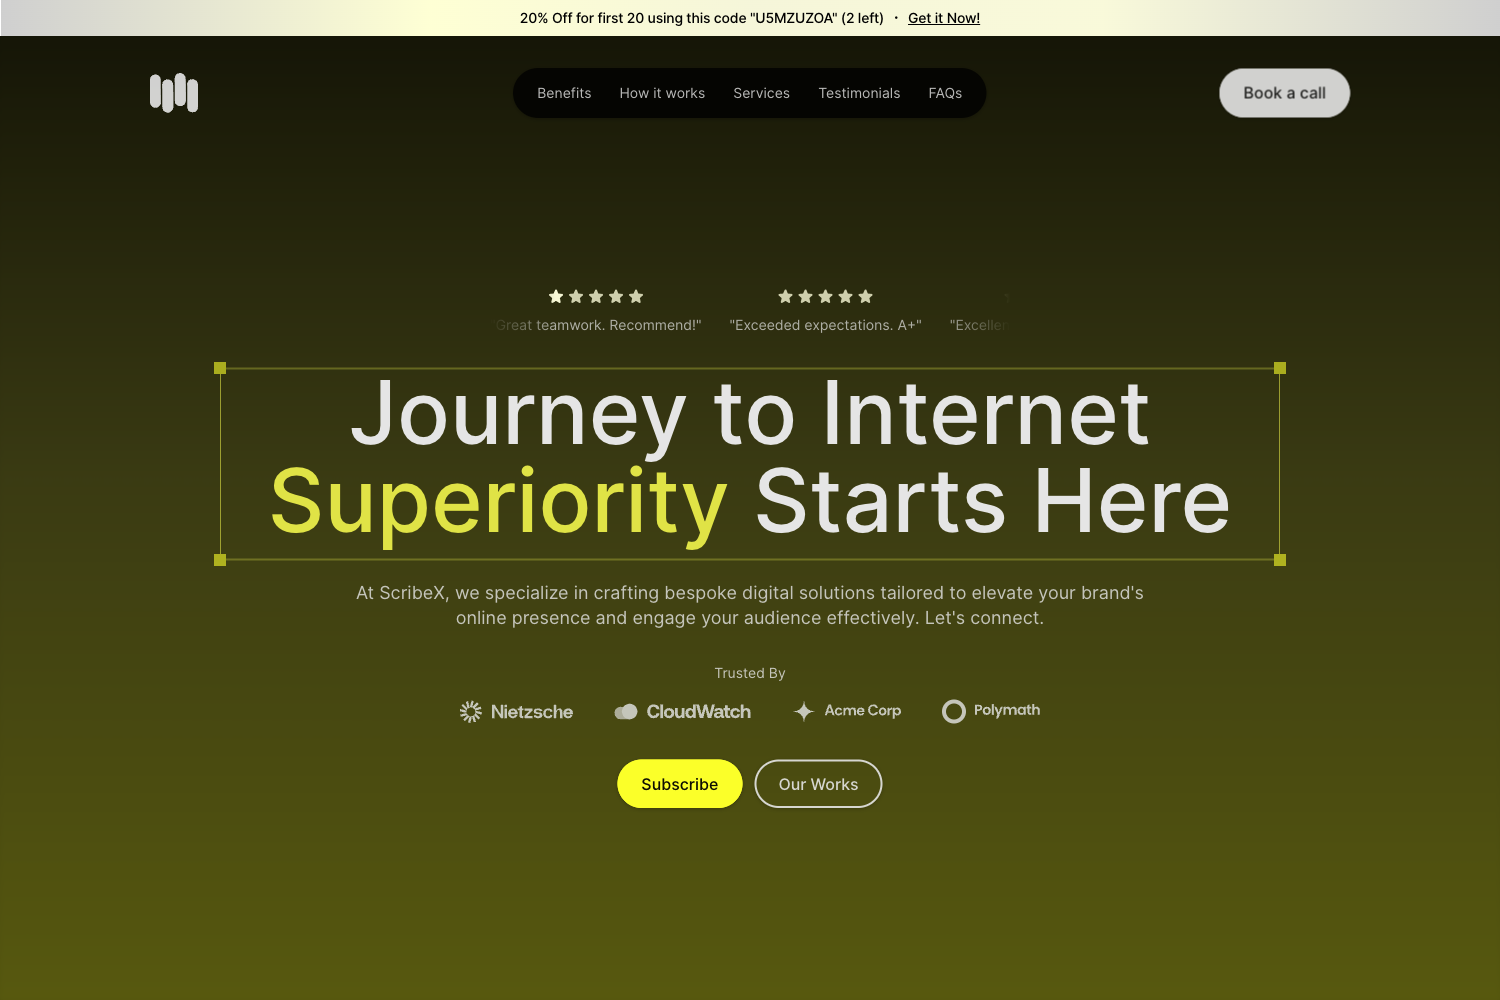 20% Off for first 20 using this code "U5MZUZOA" (2 left) • Get it Now!
Benefits How it works Services Testimonials FAQs
Book a call
"Great teamwork. Recommend!" "Exceeded expectations. A+"
Journey to Internet
Superiority Starts Here
At ScribeX, we specialize in crafting bespoke digital solutions tailored to elevate your brand's
online presence and engage your audience effectively. Let's connect.
Trusted By
Nietzsche CloudWatch Acme Corp Polymath
Subscribe Our Works